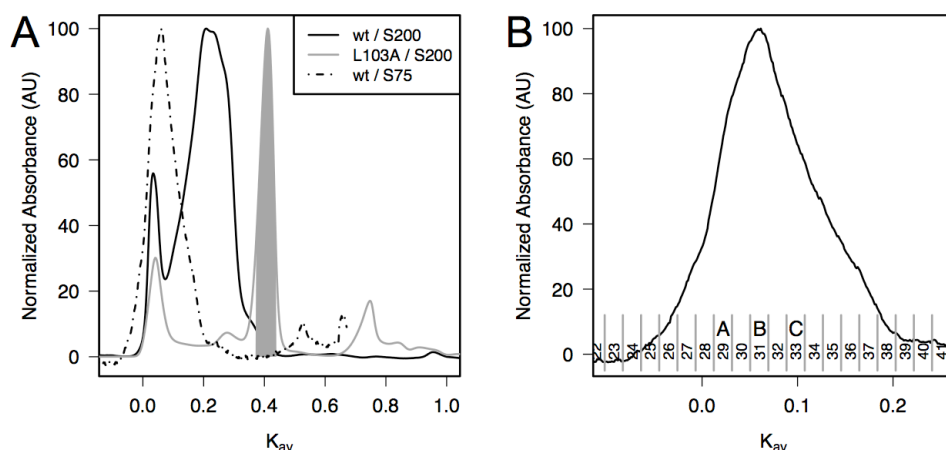 A
Normalized Absorbance (AU)
100
80
60
40
20
0
wt / S200
L103A / S200
wt / S75
0.0 0.2 0.4 0.6 0.8 1.0
Kav
B
Normalized Absorbance (AU)
100
80
60
40
20
0
A B C
22 23 24 25 26 27 28 29 30 31 32 33 34 35 36 37 38 39 40 41
0.0 0.1 0.2
Kav